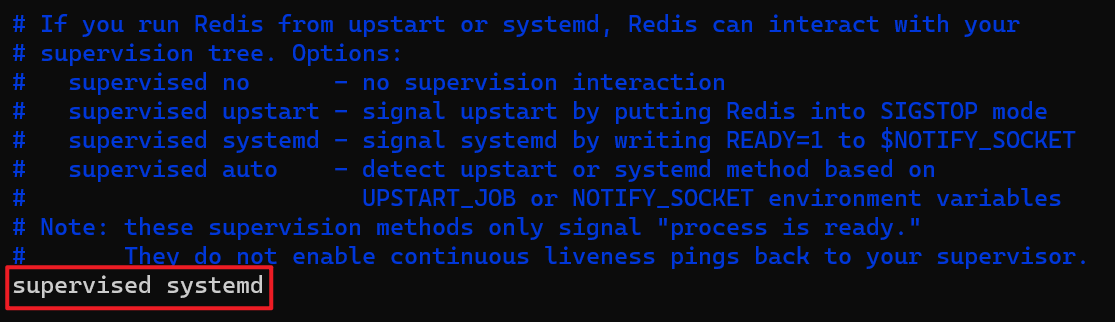 # If you run Redis from upstart or systemd, Redis can interact with your
# supervision tree. Options:
#   supervised no      - no supervision interaction
#   supervised upstart - signal upstart by putting Redis into SIGSTOP mode
#   supervised systemd - signal systemd by writing READY=1 to $NOTIFY_SOCKET
#   supervised auto    - detect upstart or systemd method based on
#                        UPSTART_JOB or NOTIFY_SOCKET environment variables
# Note: these supervision methods only signal "process is ready."
#       They do not enable continuous liveness pings back to your supervisor.
supervised systemd